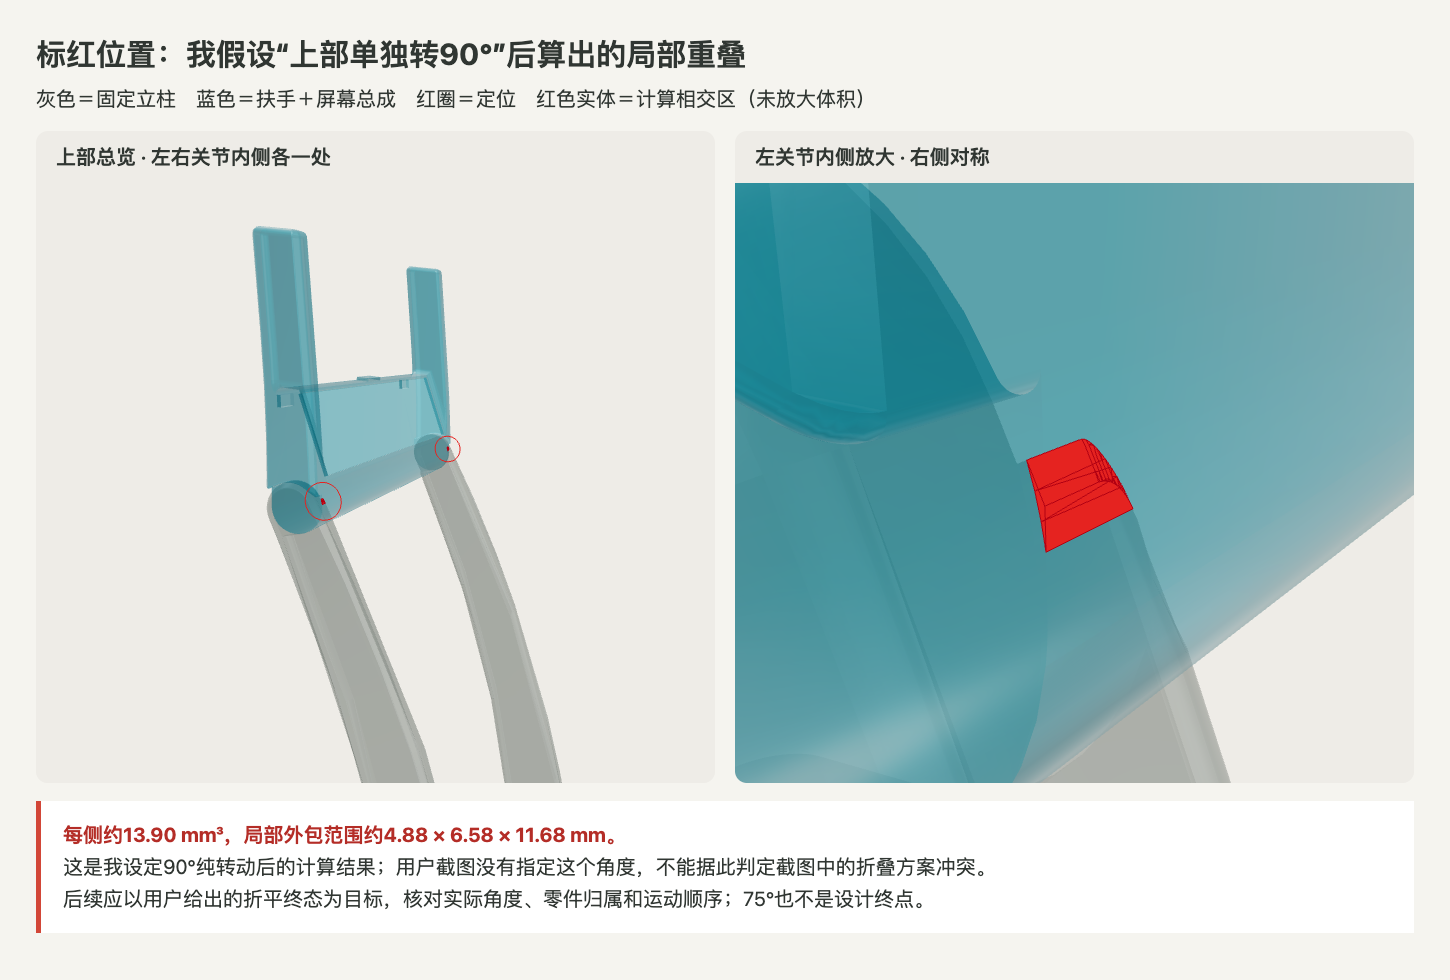 标红位置：我假设“上部单独转90°”后算出的局部重叠
灰色＝固定立柱　蓝色＝扶手＋屏幕总成　红圈＝定位　红色实体＝计算相交区（未放大体积）
上部总览 · 左右关节内侧各一处
左关节内侧放大 · 右侧对称
每侧约13.90 mm³，局部外包范围约4.88 × 6.58 × 11.68 mm。
这是我设定90°纯转动后的计算结果；用户截图没有指定这个角度，不能据此判定截图中的折叠方案冲突。
后续应以用户给出的折平终态为目标，核对实际角度、零件归属和运动顺序；75°也不是设计终点。